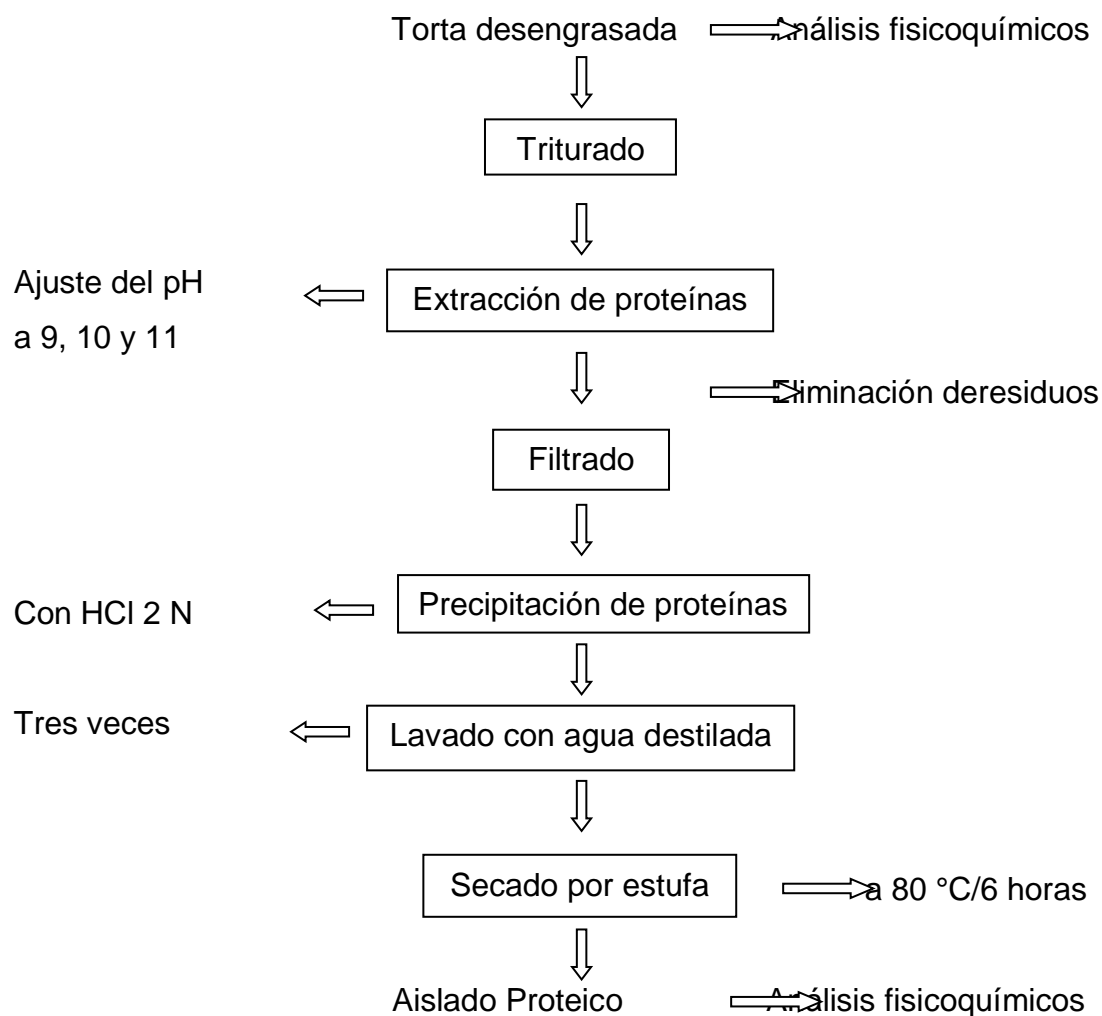 Torta desengrasada Análisis fisicoquímicos
Triturado
Ajuste del pH
a 9, 10 y 11
Extracción de proteínas
Eliminación deresiduos
Filtrado
Con HCl 2 N
Precipitación de proteínas
Tres veces
Lavado con agua destilada
Secado por estufa
a 80 °C/6 horas
Aislado Proteico Análisis fisicoquímicos